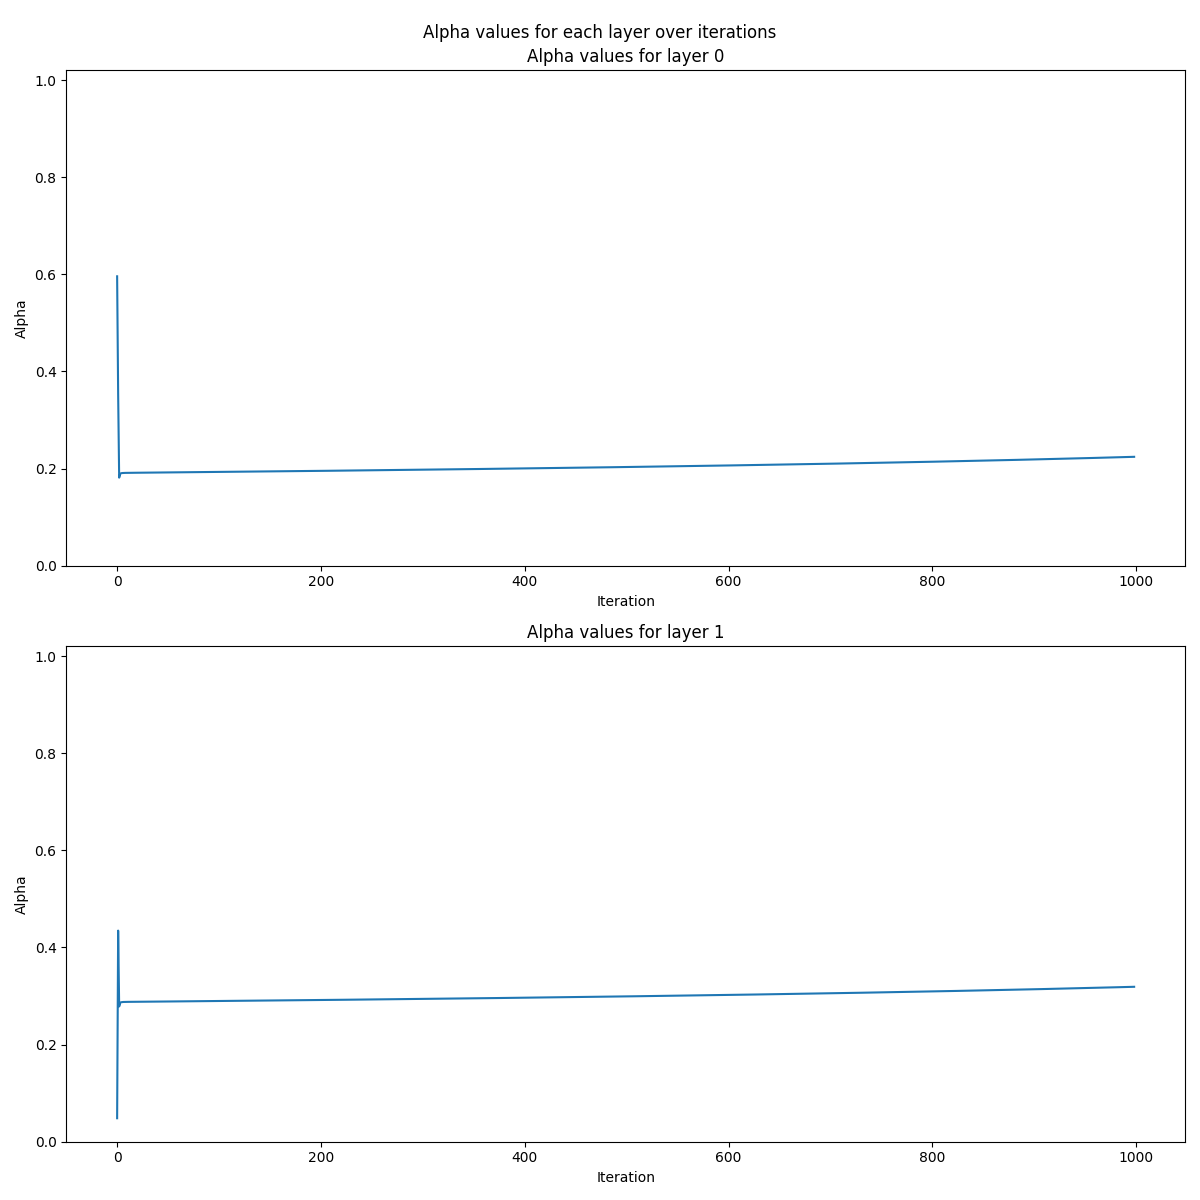 Alpha values for each layer over iterations
Alpha values for layer 0
1.0
0.8
0.6
0.4
0.2
0.0
Alpha
0 200 400 600 800 1000
Iteration
Alpha values for layer 1
1.0
0.8
0.6
0.4
0.2
0.0
Alpha
0 200 400 600 800 1000
Iteration